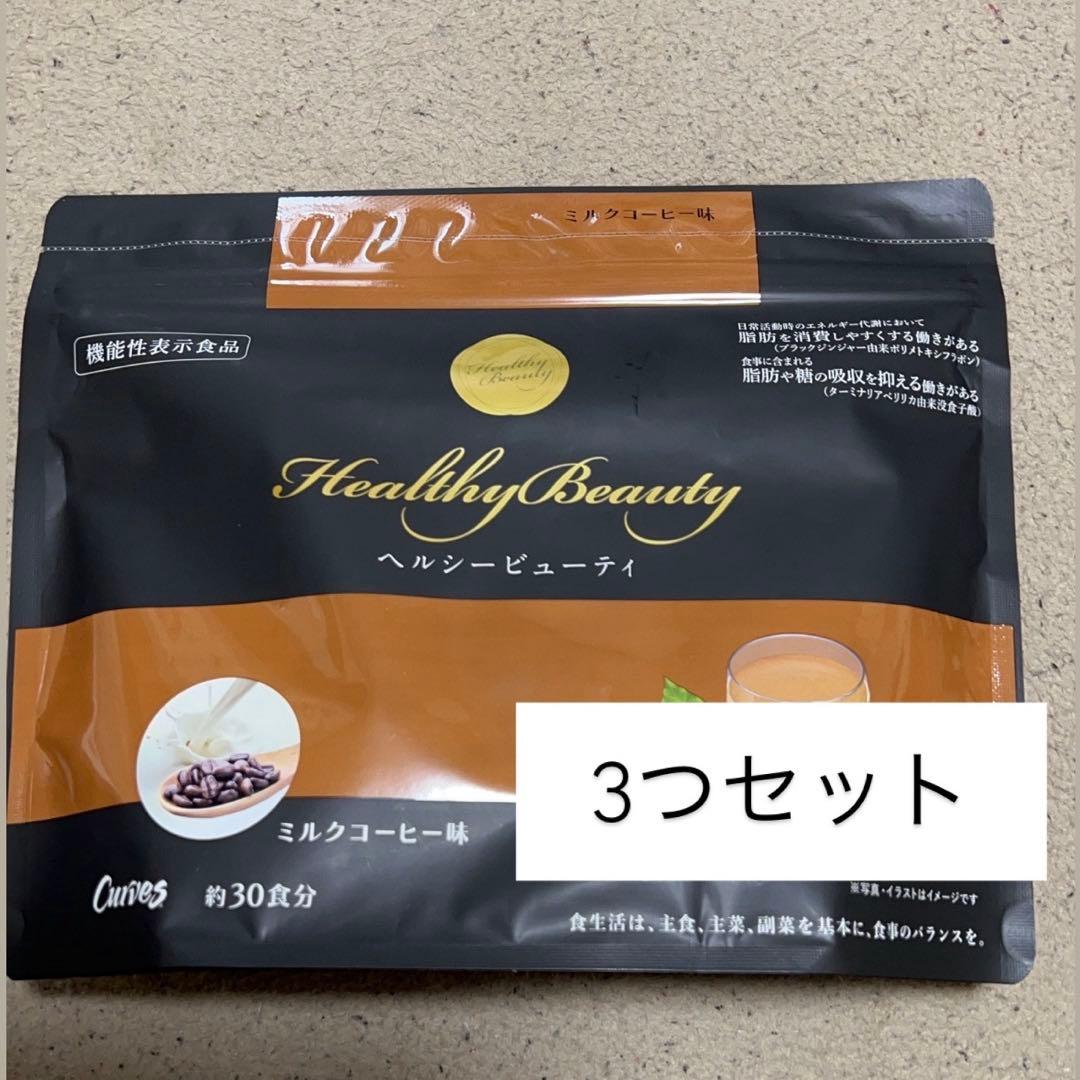 ミルクコーヒー味
機能性表示食品
日常活動時のエネルギー代謝において
脂肪を消費しやすくする働きがある
(ブラックジンジャー由来ポリメトキシフラボン)
食事に含まれる
脂肪や糖の吸収を抑える働きがある
(ターミナリアベリリカ由来没食子酸)
Healthy
Beauty
Healthy Beauty
ヘルシービューティ
3つセット
ミルクコーヒー味
Curves
約30食分
※写真・イラストはイメージです
食生活は、主食、主菜、副菜を基本に、食事のバランスを。